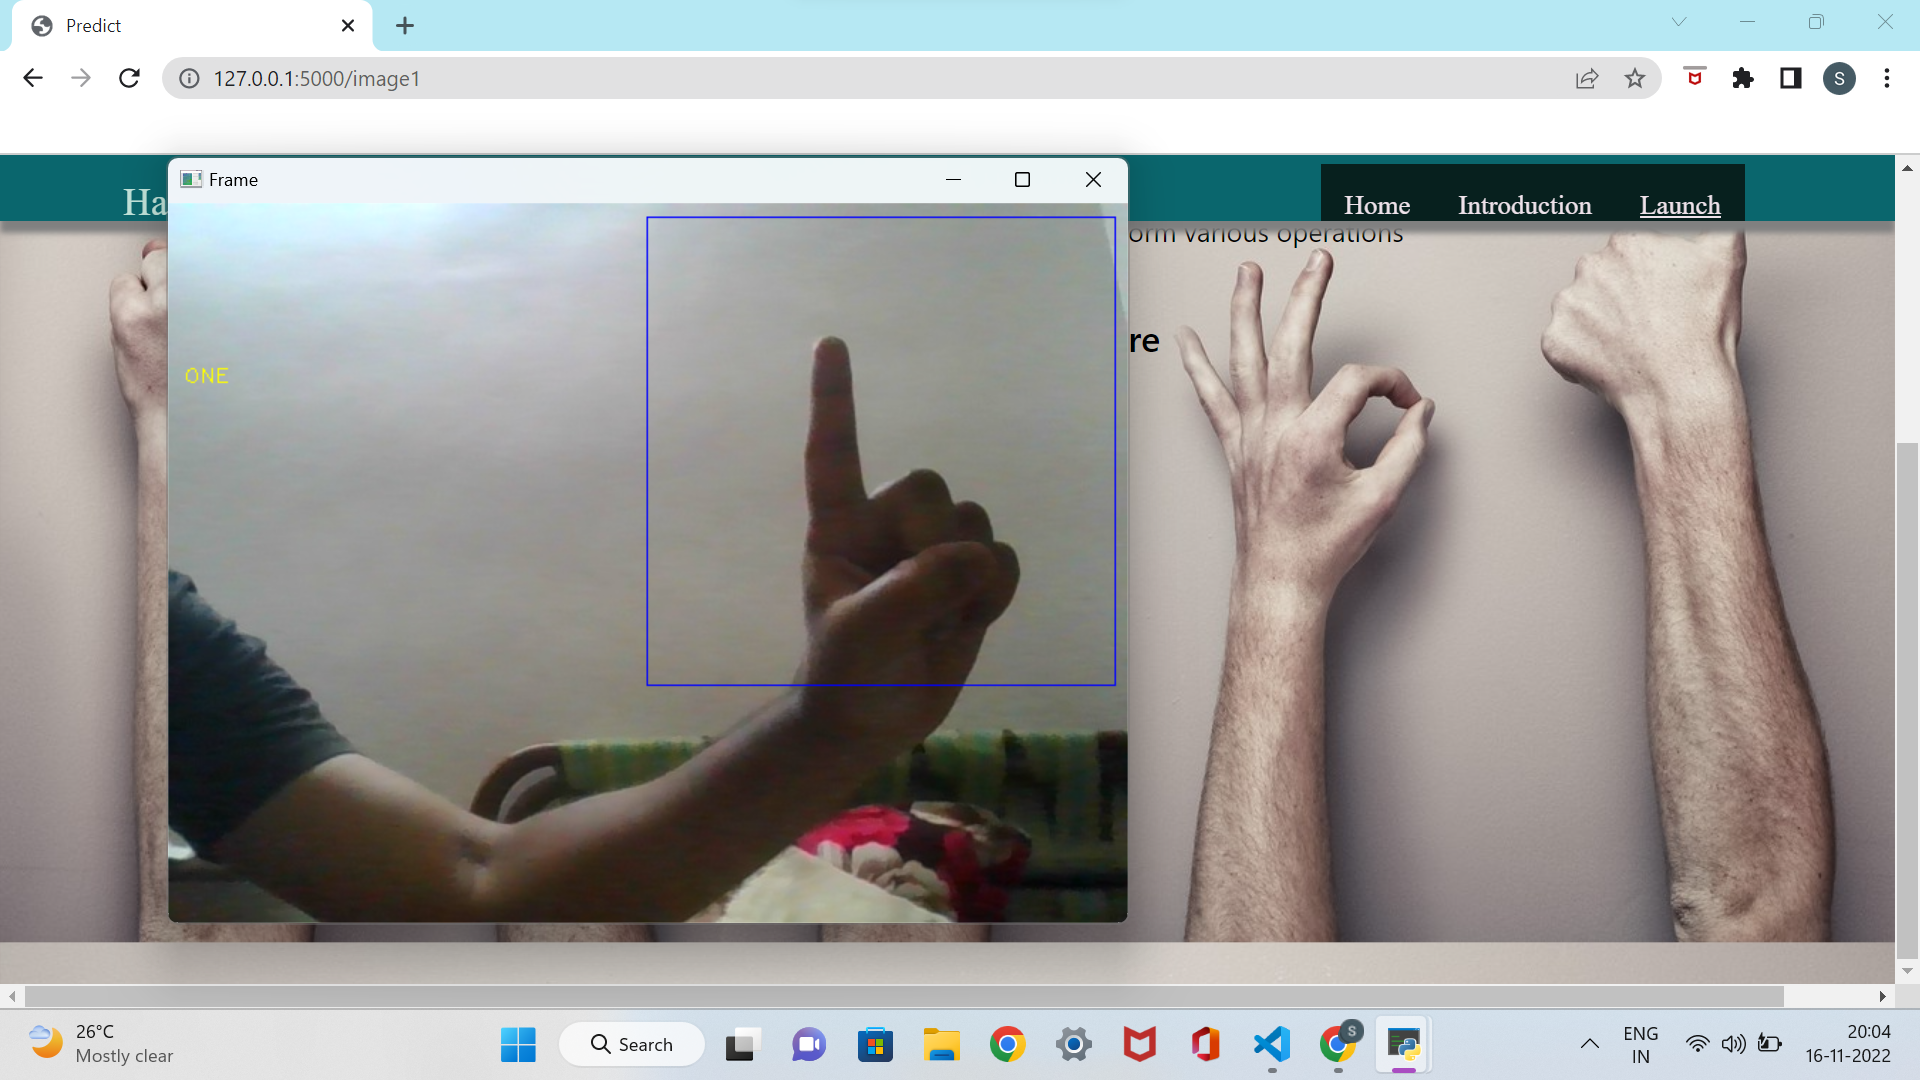 Predict
127.0.0.1:5000/image1
S
Frame
Ha
Home Introduction Launch
orm various operations
re
ONE
26°C
Mostly clear
Search
S
ENG
IN
20:04
16-11-2022